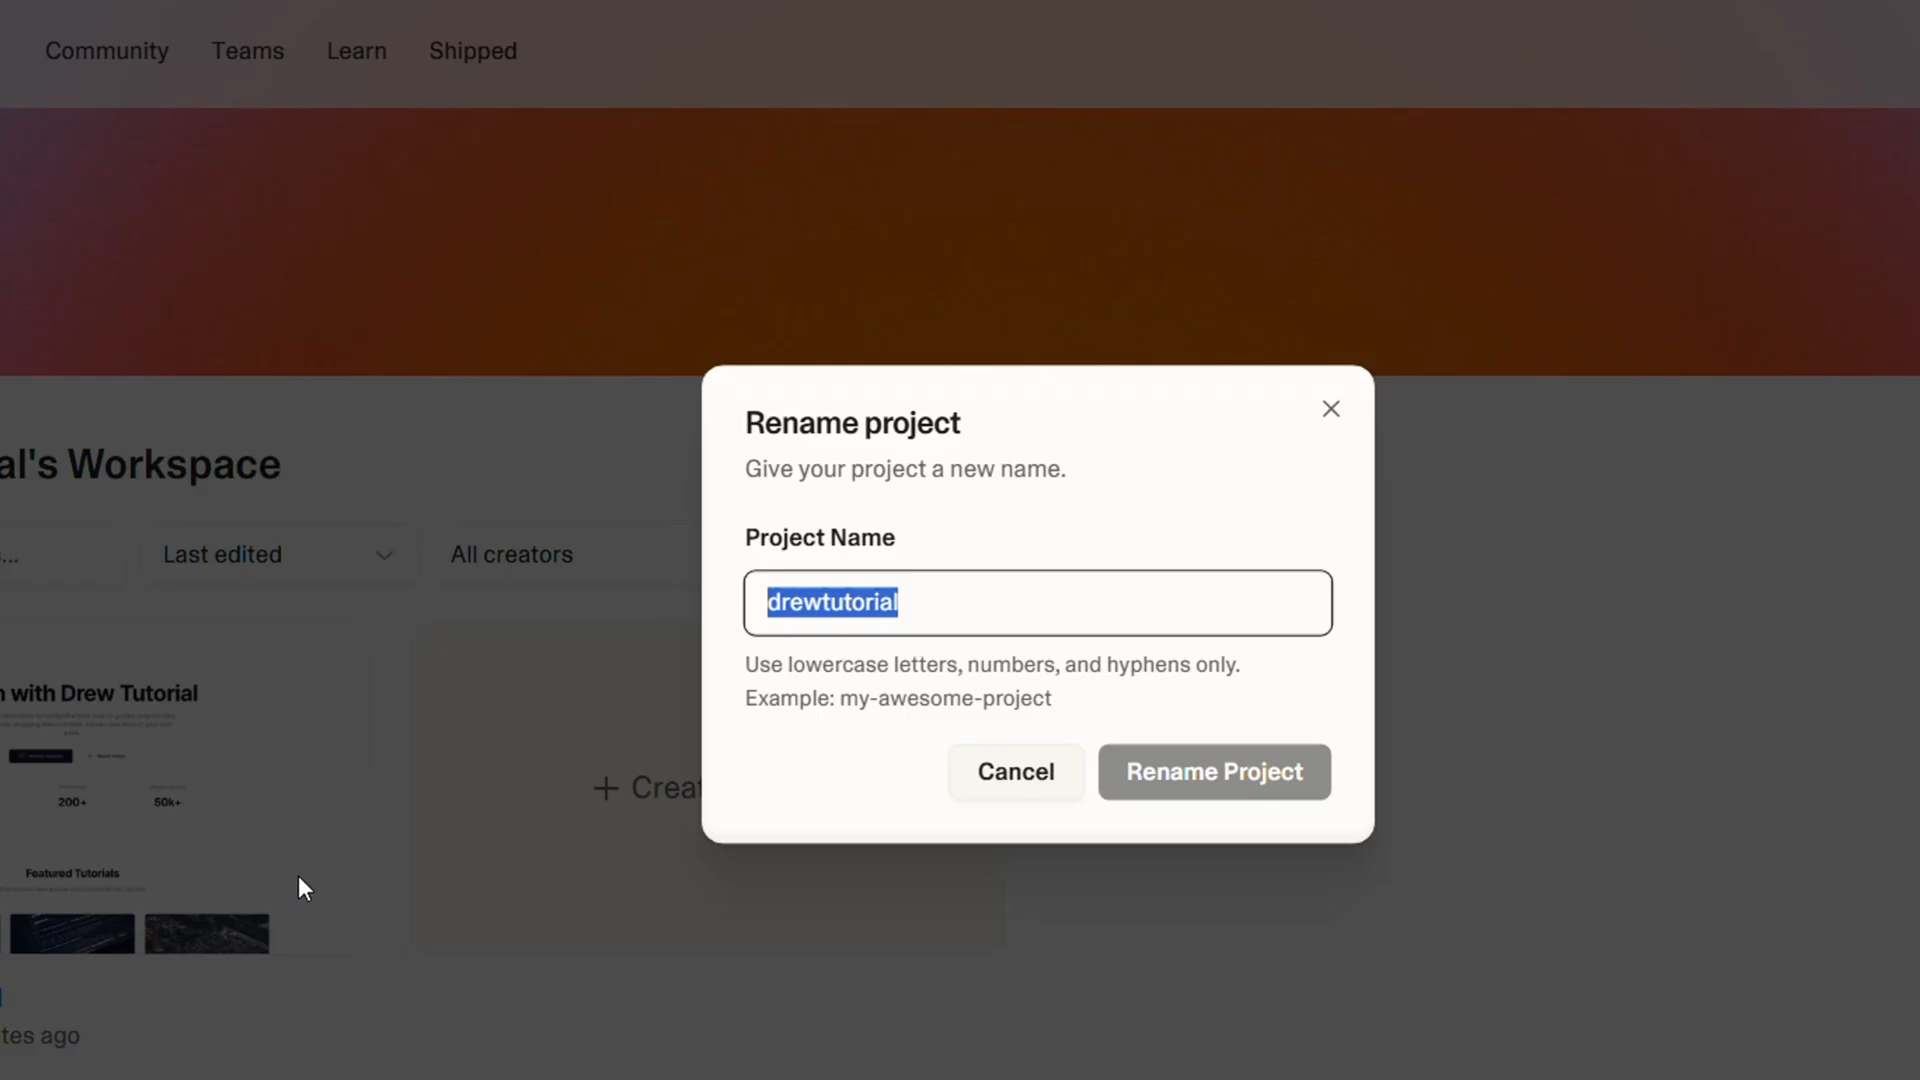 Community Teams Learn Shipped
Rename project
Give your project a new name.
al's Workspace
Project Name
... Last edited All creators
drewtutorial
Use lowercase letters, numbers, and hyphens only.
Example: my-awesome-project
with Drew Tutorial
Cancel Rename Project
+ Crea
200+ 50k+
Featured Tutorials
tes ago